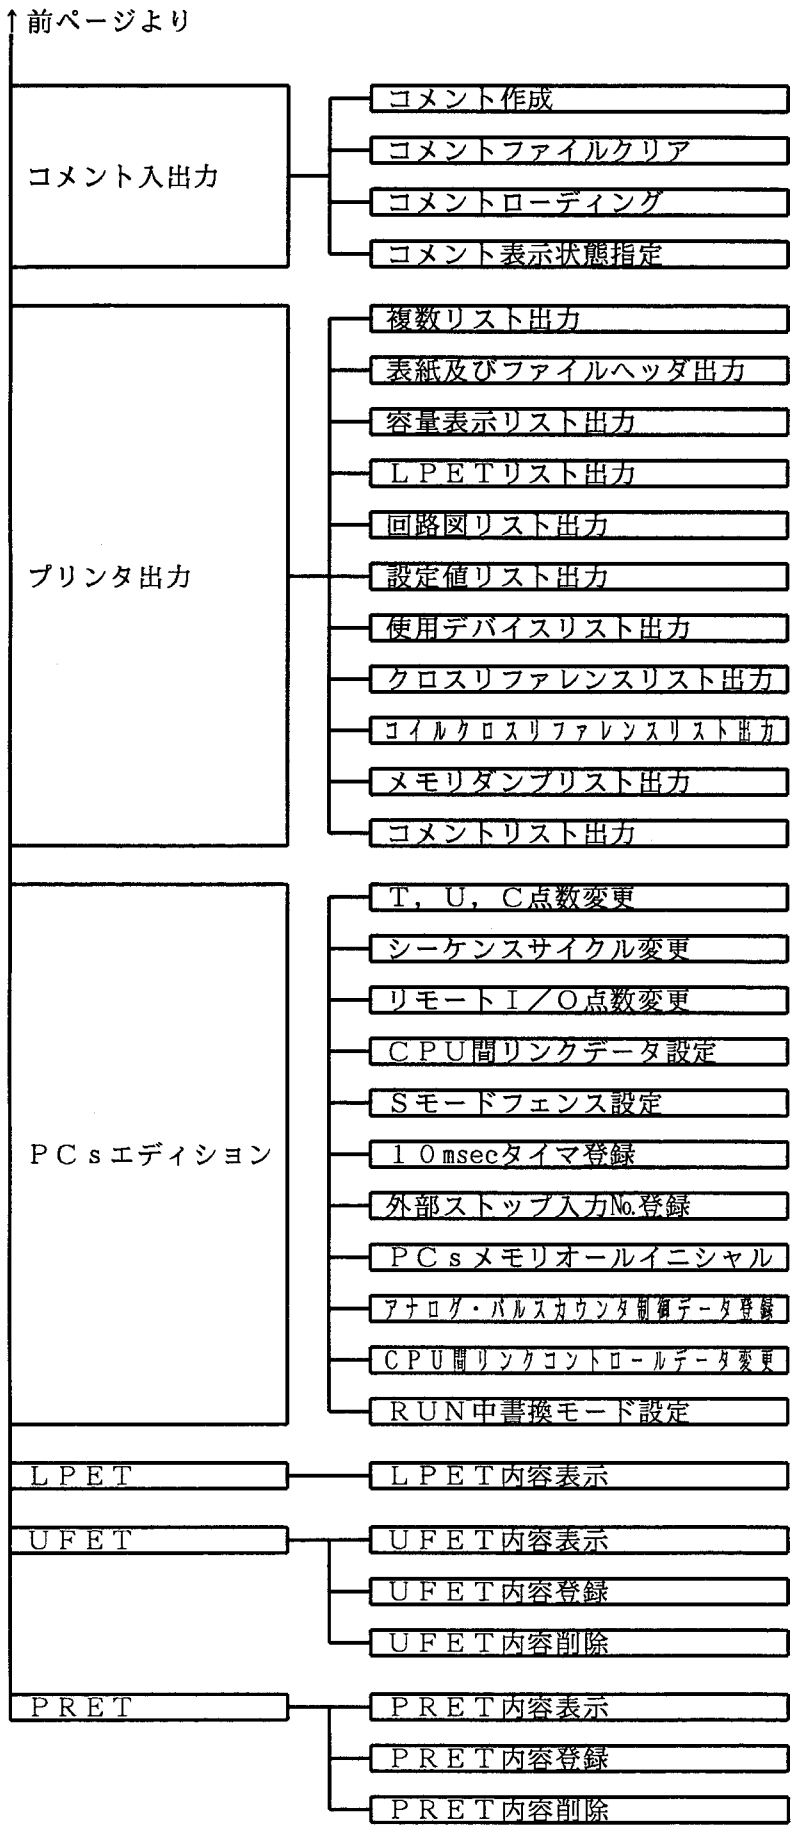 ↑前ページより
コメント入出力
コメント作成
コメントファイルクリア
コメントローディング
コメント表示状態指定
プリンタ出力
複数リスト出力
表紙及びファイルヘッダ出力
容量表示リスト出力
ＬＰＥＴリスト出力
回路図リスト出力
設定値リスト出力
使用デバイスリスト出力
クロスリファレンスリスト出力
コイルクロスリファレンスリスト出力
メモリダンプリスト出力
コメントリスト出力
ＰＣｓエディション
Ｔ，Ｕ，Ｃ点数変更
シーケンスサイクル変更
リモートＩ／Ｏ点数変更
ＣＰＵ間リンクデータ設定
Ｓモードフェンス設定
１０msecタイマ登録
外部ストップ入力№登録
ＰＣｓメモリオールイニシャル
アナログ・パルスカウンタ制御データ登録
ＣＰＵ間リンクコントロールデータ変更
ＲＵＮ中書換モード設定
ＬＰＥＴ
ＬＰＥＴ内容表示
ＵＦＥＴ
ＵＦＥＴ内容表示
ＵＦＥＴ内容登録
ＵＦＥＴ内容削除
ＰＲＥＴ
ＰＲＥＴ内容表示
ＰＲＥＴ内容登録
ＰＲＥＴ内容削除